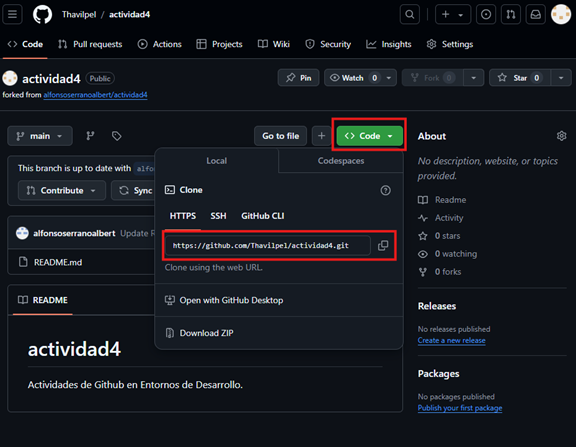 Thavilpel / actividad4
Code Pull requests Actions Projects Wiki Security Insights Settings
actividad4 Public
forked from alfonsoserranoalbert/actividad4
Pin Watch 0 Fork 0 Star 0
main Go to file Code
This branch is up to date with alfo
Contribute Sync
alfonsoserranoalbert Update R
README.md
README
actividad4
Actividades de Github en Entornos de Desarrollo.
Local Codespaces
Clone
HTTPS SSH GitHub CLI
https://github.com/Thavilpel/actividad4.git
Clone using the web URL.
Open with GitHub Desktop
Download ZIP
About
No description, website, or topics
provided.
Readme
Activity
0 stars
0 watching
0 forks
Releases
No releases published
Create a new release
Packages
No packages published
Publish your first package